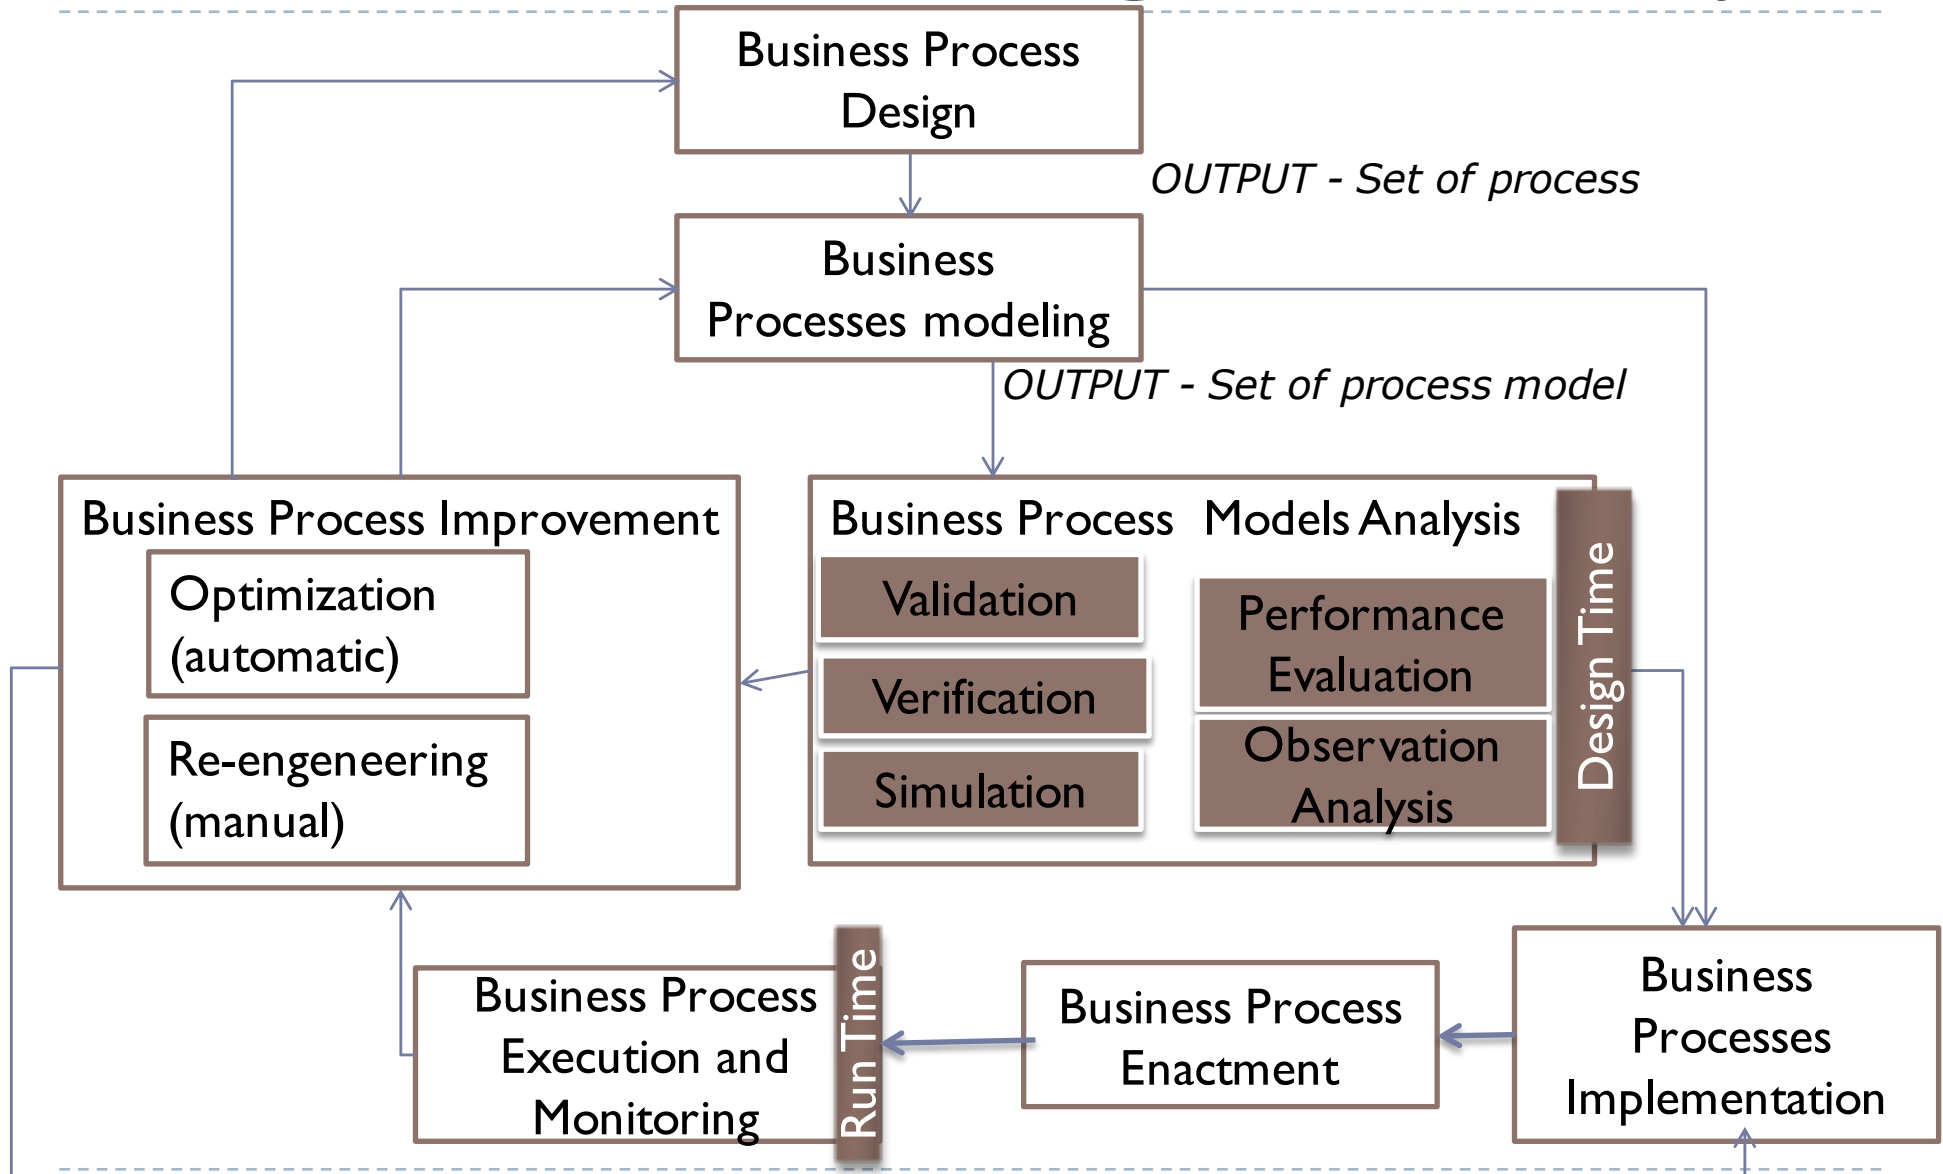 Business Process
Design
OUTPUT - Set of process
Business
Processes modeling
OUTPUT - Set of process model
Business Process Improvement
Optimization
(automatic)
Re-engeneering
(manual)
Business Process Models Analysis
Validation
Verification
Simulation
Performance
Evaluation
Observation
Analysis
Design Time
Business Process
Execution and
Monitoring
Run Time
Business Process
Enactment
Business
Processes
Implementation